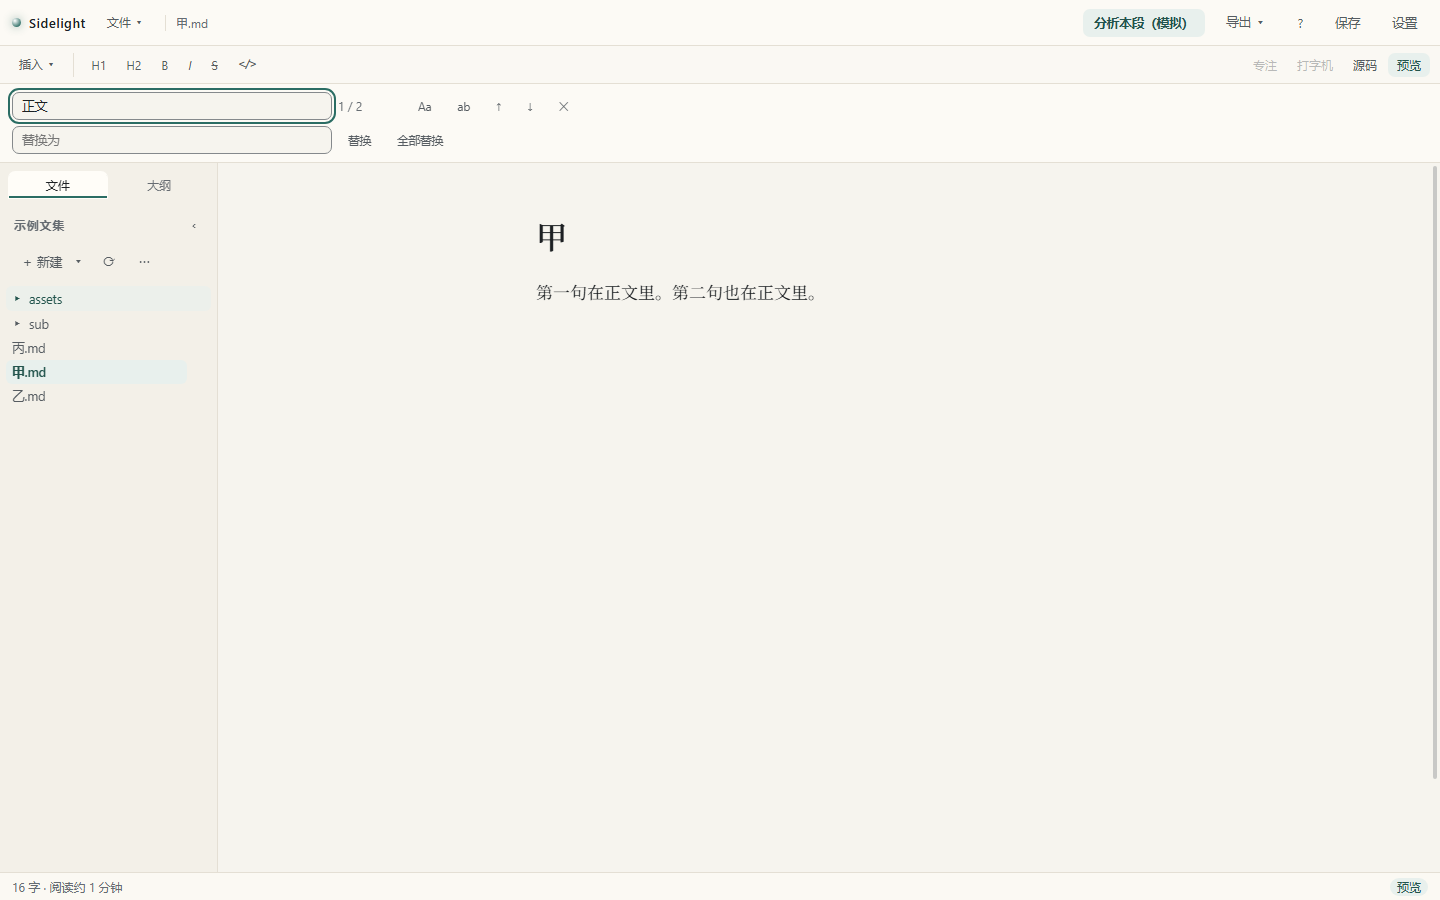 Sidelight 文件 ▾ 甲.md 分析本段（模拟） 导出 ▾ ? 保存 设置
插入 ▾ H1 H2 B I S </> 专注 打字机 源码 预览
正文 1 / 2 Aa ab ↑ ↓ ×
替换为 替换 全部替换
文件 大纲
示例文集 ‹
+ 新建 ▾ ⟳ ···
▸ assets
▸ sub
丙.md
甲.md
乙.md
甲
第一句在正文里。第二句也在正文里。
16 字 · 阅读约 1 分钟 预览